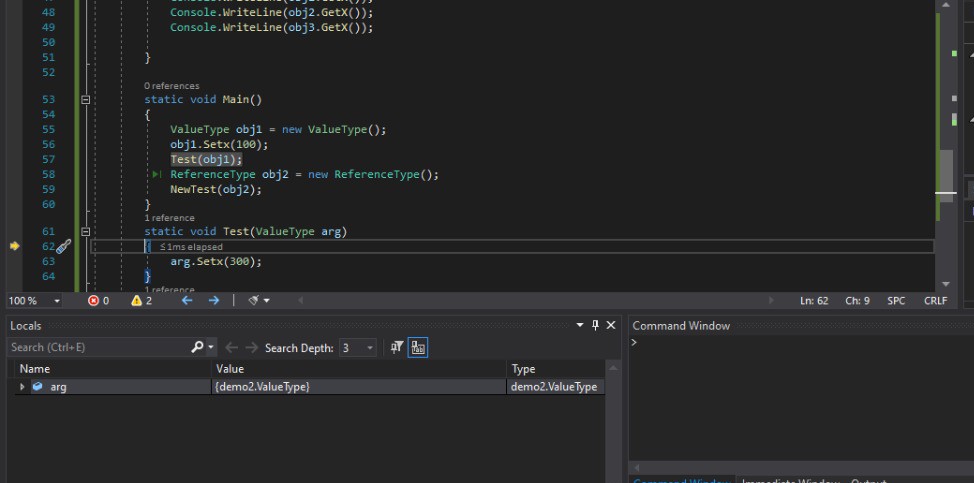 48 Console.WriteLine(obj2.GetX());
49 Console.WriteLine(obj3.GetX());
50
51 }
52
0 references
53 static void Main()
54 {
55 ValueType obj1 = new ValueType();
56 obj1.Setx(100);
57 Test(obj1);
58 ReferenceType obj2 = new ReferenceType();
59 NewTest(obj2);
60 }
1 reference
61 static void Test(ValueType arg)
62 { ≤1ms elapsed
63 arg.Setx(300);
64 }
1 reference
100 % 0 2 Ln: 62 Ch: 9 SPC CRLF
Locals
Search (Ctrl+E) Search Depth: 3
Name Value Type
arg {demo2.ValueType} demo2.ValueType
Command Window
>
Command Window Immediate Window Output